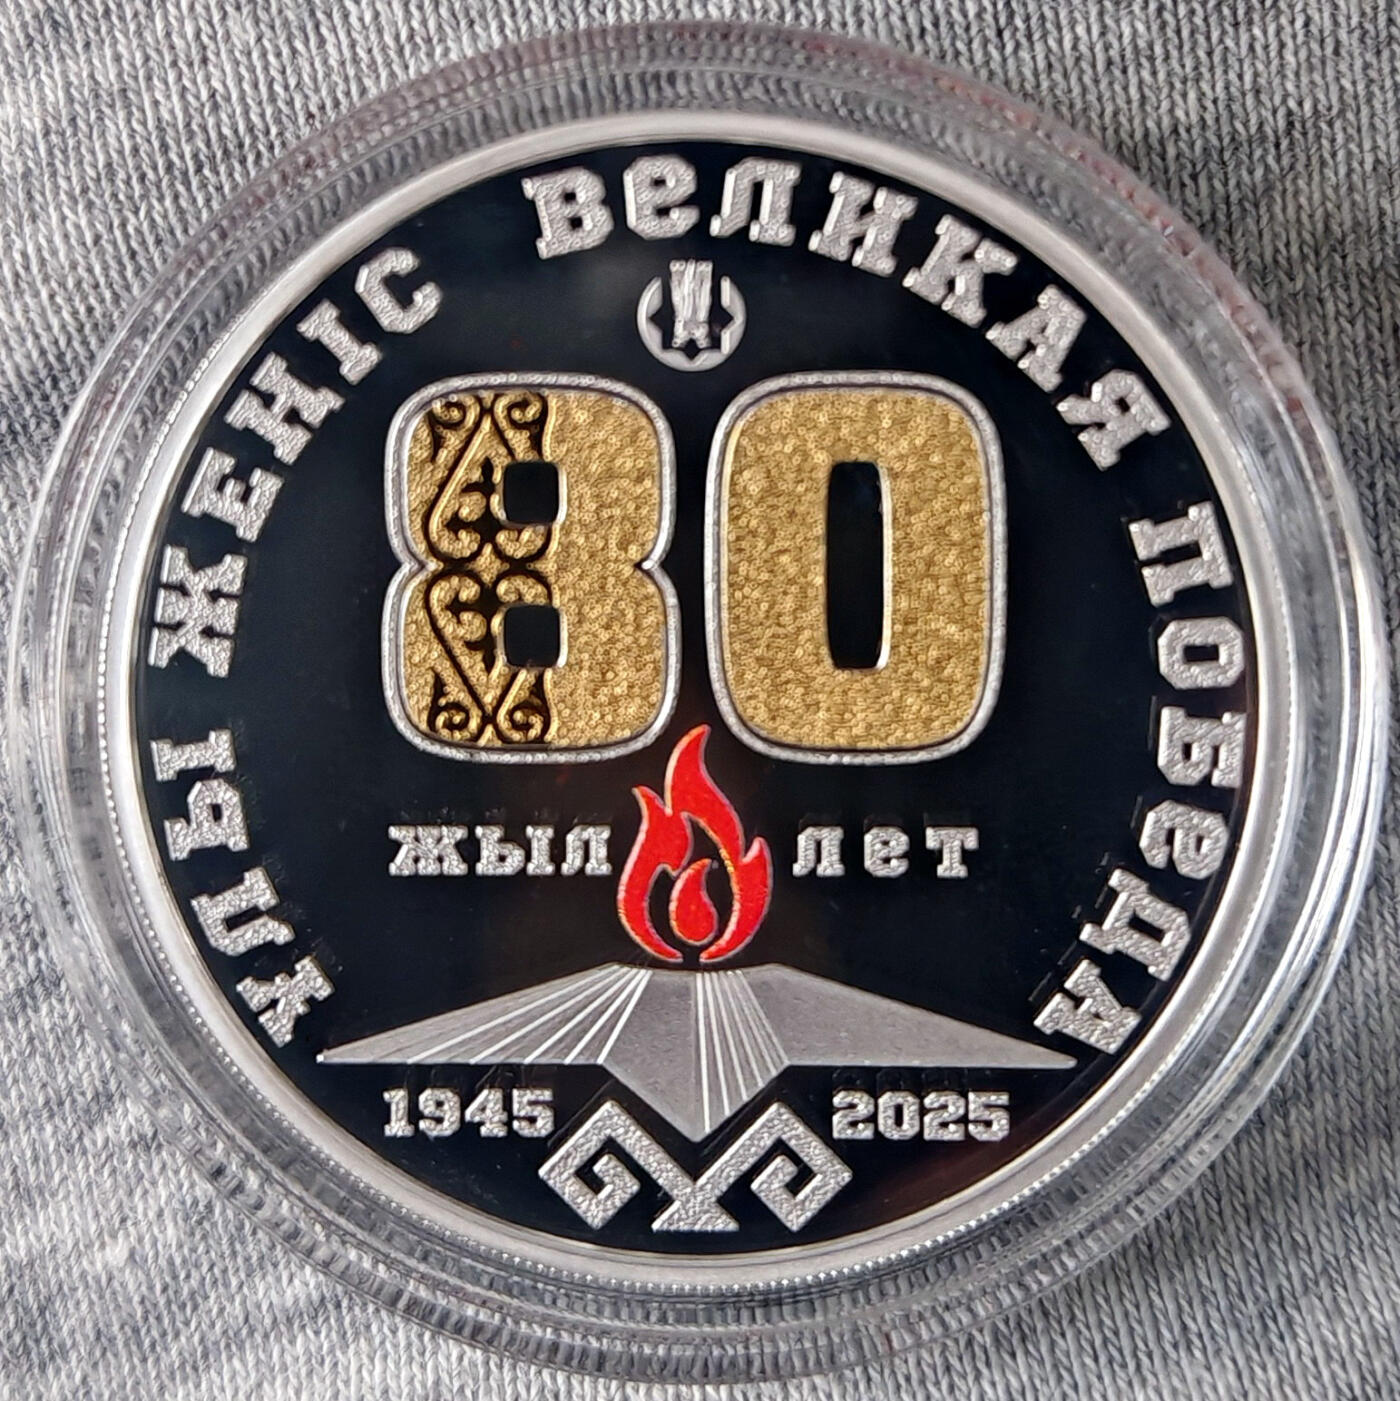 ҰЛЫ ЖЕҢІС ВЕЛИКАЯ ПОБЕДА
80
ЖЫЛ ЛЕТ
1945 2025